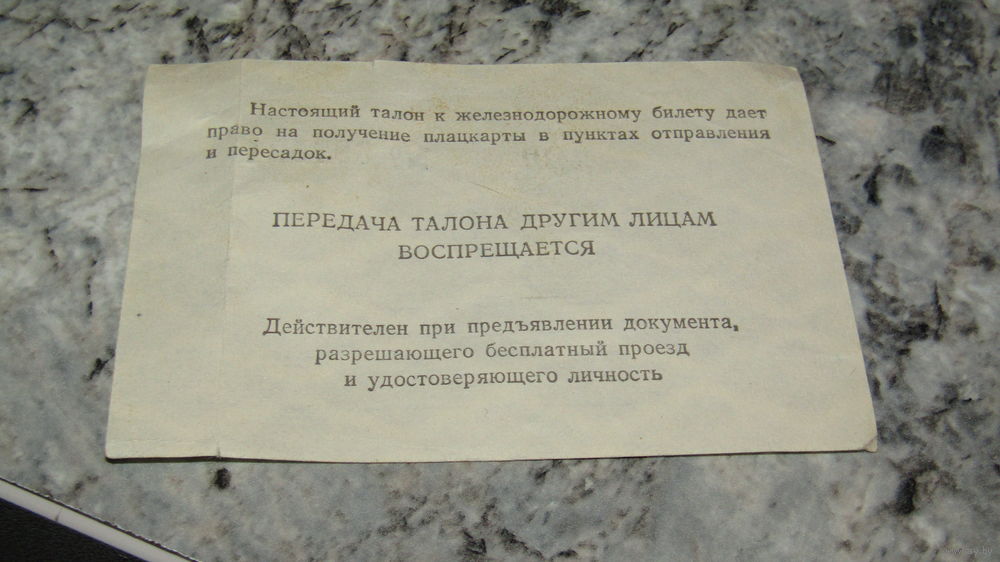 Настоящий талон к железнодорожному билету дает
право на получение плацкарты в пунктах отправления
и пересадок.
ПЕРЕДАЧА ТАЛОНА ДРУГИМ ЛИЦАМ
ВОСПРЕЩАЕТСЯ
Действителен при предъявлении документа,
разрешающего бесплатный проезд
и удостоверяющего личность